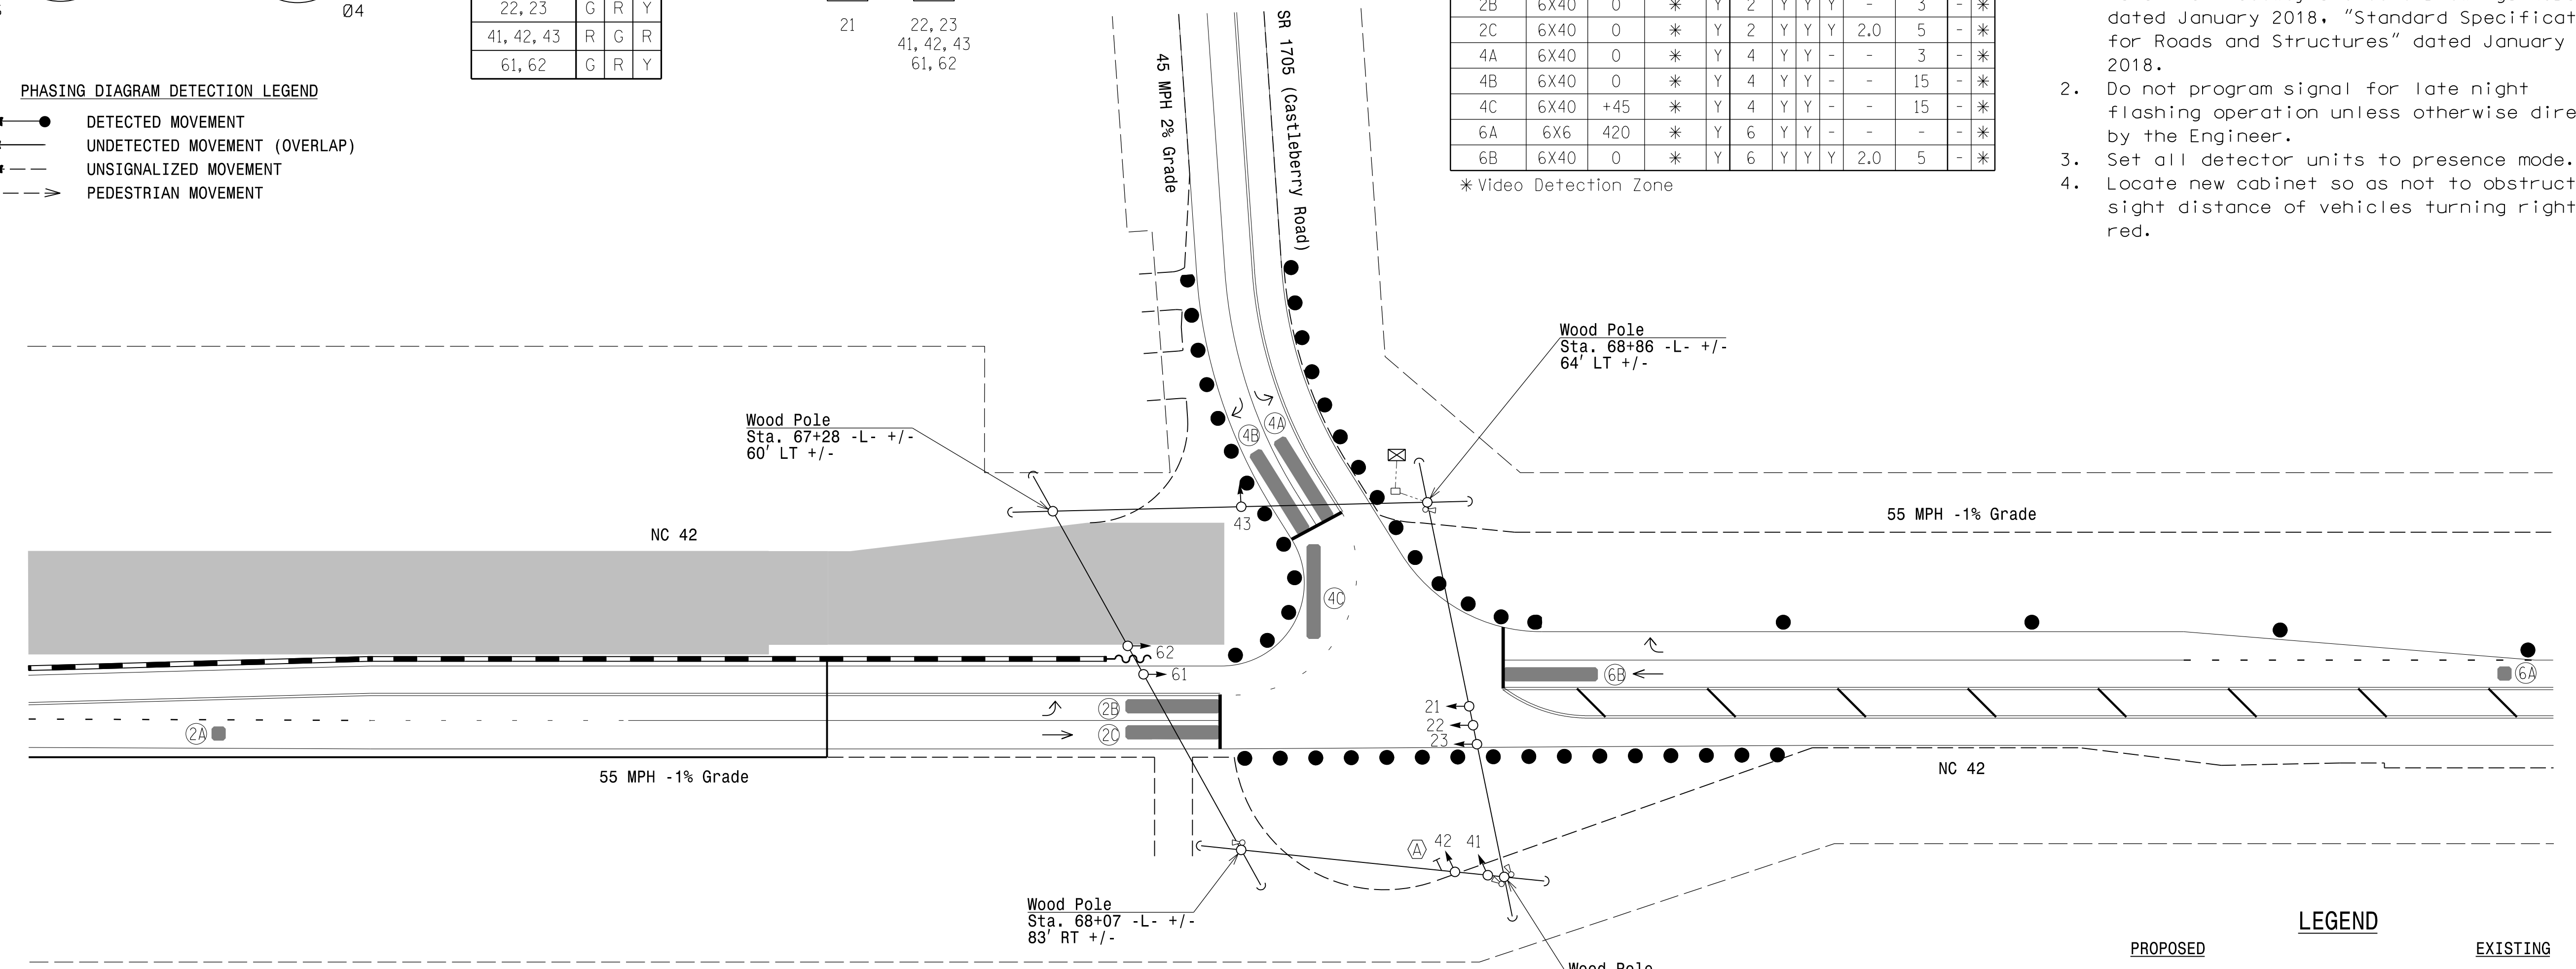 Ø4
22, 23 G R Y
41, 42, 43 R G R
61, 62 G R Y
21
22, 23
41, 42, 43
61, 62
PHASING DIAGRAM DETECTION LEGEND
DETECTED MOVEMENT
UNDETECTED MOVEMENT (OVERLAP)
UNSIGNALIZED MOVEMENT
PEDESTRIAN MOVEMENT
45 MPH 2% Grade
SR 1705 (Castleberry Road)
2B 6X40 0 * Y 2 Y Y Y - 3 - *
2C 6X40 0 * Y 2 Y Y Y 2.0 5 - *
4A 6X40 0 * Y 4 Y Y - - 3 - *
4B 6X40 0 * Y 4 Y Y - - 15 - *
4C 6X40 +45 * Y 4 Y Y - - 15 - *
6A 6X6 420 * Y 6 Y Y - - - - *
6B 6X40 0 * Y 6 Y Y Y 2.0 5 - *
* Video Detection Zone
dated January 2018, "Standard Specificat
for Roads and Structures" dated January
2018.
2. Do not program signal for late night
flashing operation unless otherwise dire
by the Engineer.
3. Set all detector units to presence mode.
4. Locate new cabinet so as not to obstruct
sight distance of vehicles turning right
red.
Wood Pole
Sta. 68+86 -L- +/-
64' LT +/-
Wood Pole
Sta. 67+28 -L- +/-
60' LT +/-
4A
4B
43
4C
NC 42
55 MPH -1% Grade
62
61
6B
6A
2B
2A
2C
21
22
23
55 MPH -1% Grade
NC 42
A
42
41
Wood Pole
Sta. 68+07 -L- +/-
83' RT +/-
Wood Pole
LEGEND
PROPOSED
EXISTING